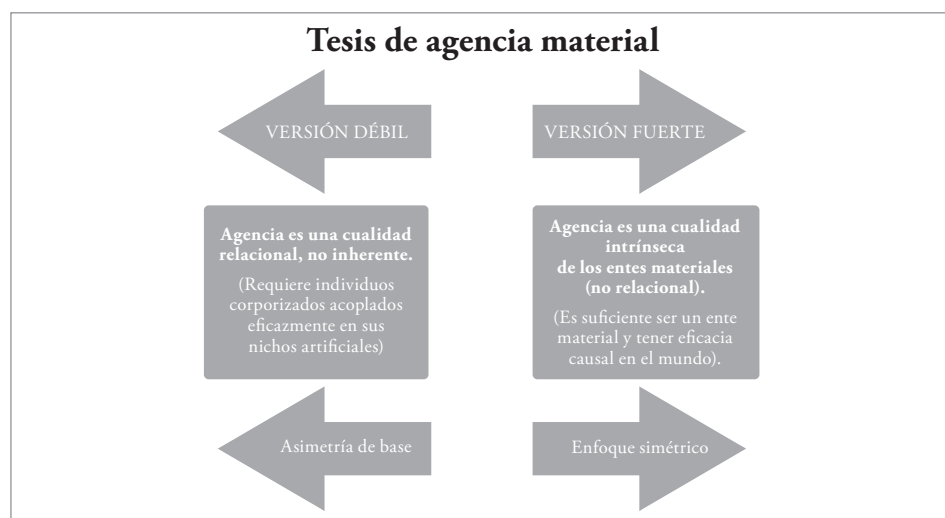 Tesis de agencia material
VERSIÓN DÉBIL
VERSIÓN FUERTE
Agencia es una cualidad
relacional, no inherente.
(Requiere individuos
corporizados acoplados
eficazmente en sus
nichos artificiales)
Agencia es una cualidad
intrínseca
de los entes materiales
(no relacional).
(Es suficiente ser un ente
material y tener eficacia
causal en el mundo).
Asimetría de base
Enfoque simétrico